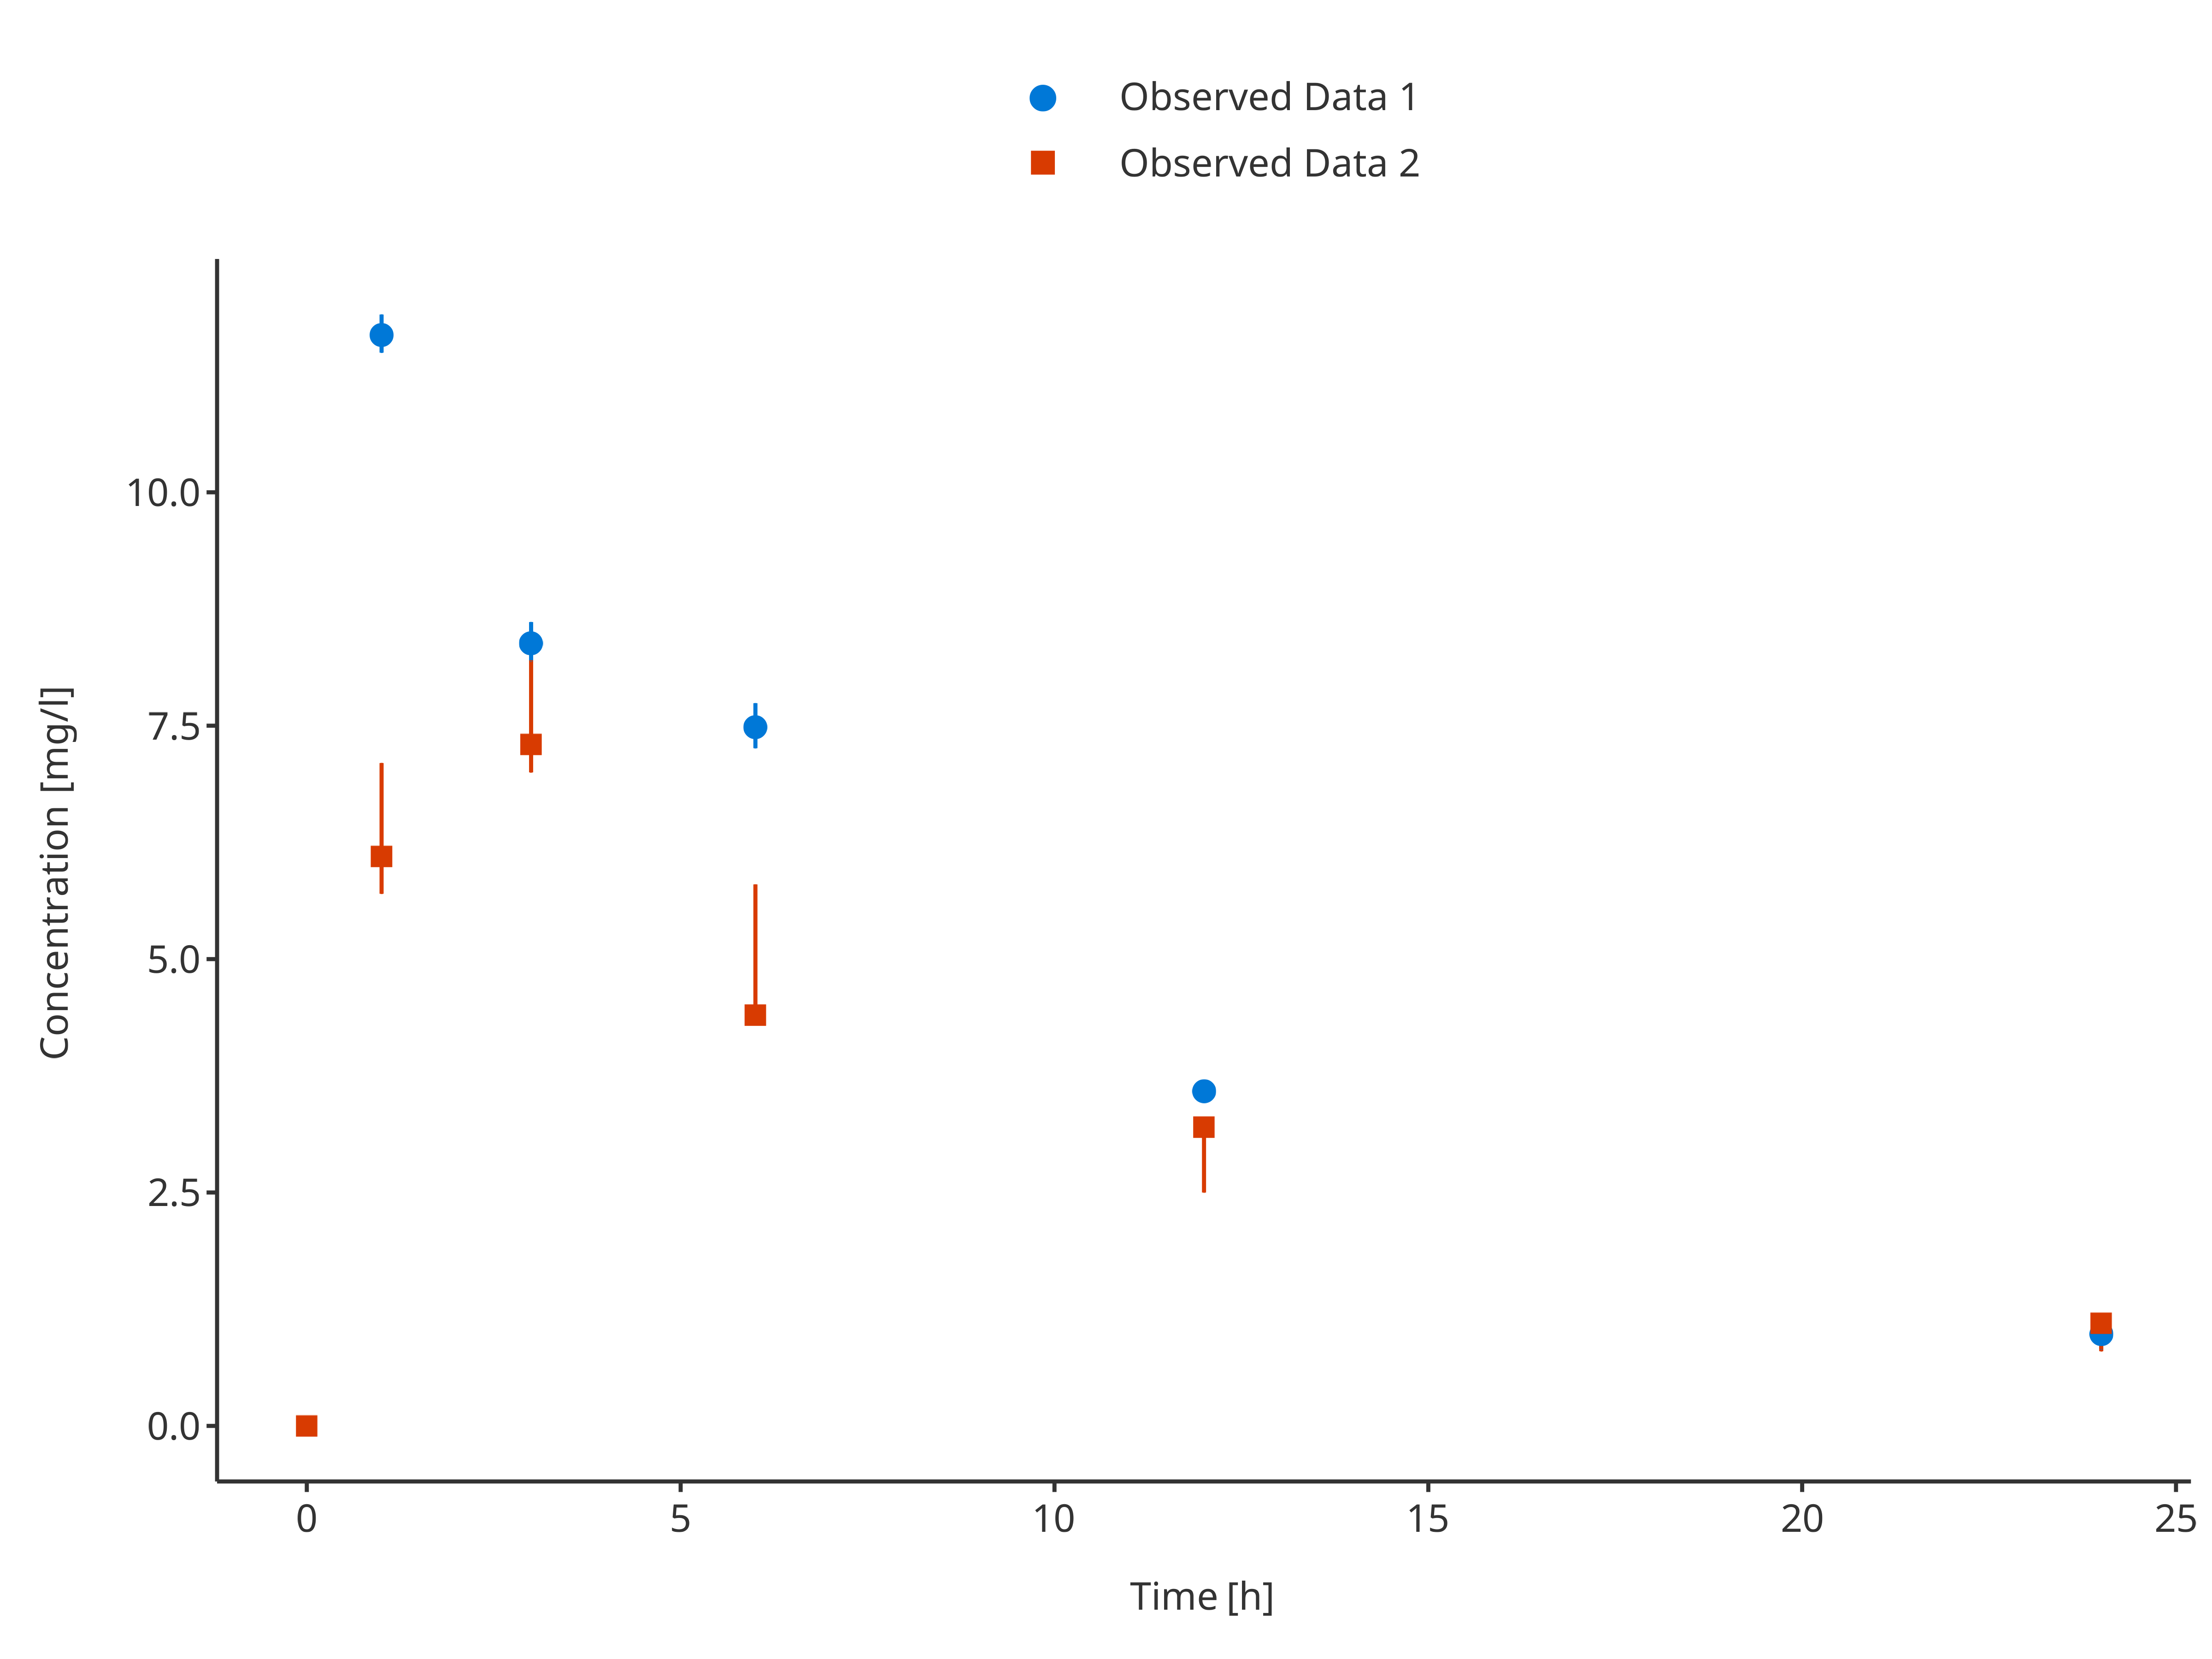 Observed Data 1
Observed Data 2
10.0
7.5
5.0
2.5
0.0
Concentration [mg/l]
0 5 10 15 20 25
Time [h]